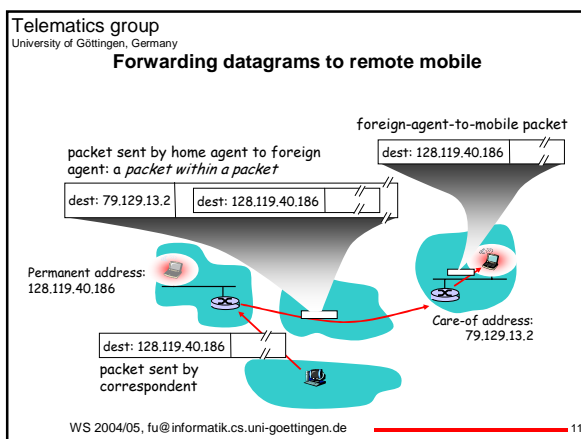 Telematics group
University of Göttingen, Germany
Forwarding datagrams to remote mobile
foreign-agent-to-mobile packet
dest: 128.119.40.186
packet sent by home agent to foreign
agent: a packet within a packet
dest: 79.129.13.2
dest: 128.119.40.186
Permanent address:
128.119.40.186
Care-of address:
79.129.13.2
dest: 128.119.40.186
packet sent by
correspondent
WS 2004/05, fu@informatik.cs.uni-goettingen.de
11